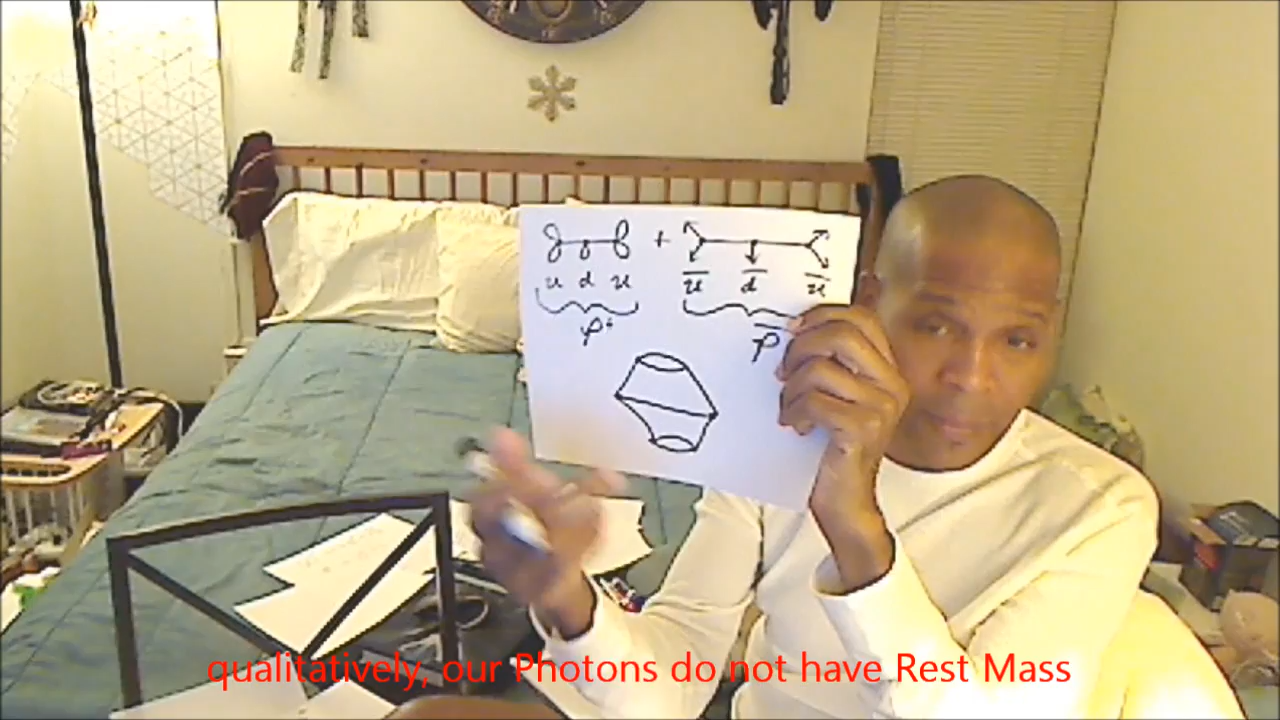 u d u + u̅ d̅ u̅
p⁺ p̅
qualitatively, our Photons do not have Rest Mass